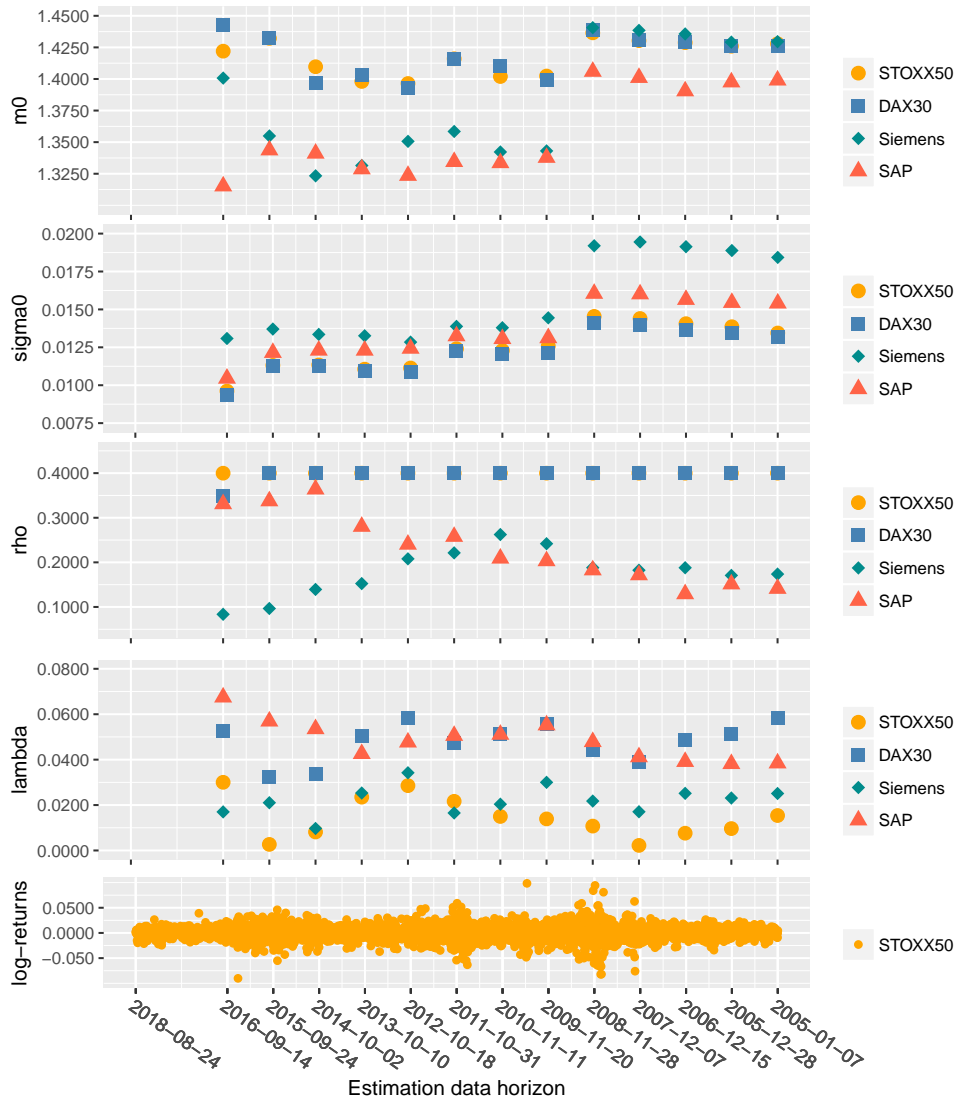 1.4500
1.4250
1.4000
1.3750
1.3500
1.3250
m0
STOXX50
DAX30
Siemens
SAP
0.0200
0.0175
0.0150
0.0125
0.0100
0.0075
sigma0
STOXX50
DAX30
Siemens
SAP
0.4000
0.3000
0.2000
0.1000
rho
STOXX50
DAX30
Siemens
SAP
0.0800
0.0600
0.0400
0.0200
0.0000
lambda
STOXX50
DAX30
Siemens
SAP
0.0500
0.0000
−0.050
log−returns
STOXX50
2018−08−24
2016−09−14
2015−09−24
2014−10−02
2013−10−10
2012−10−18
2011−10−31
2010−11−11
2009−11−20
2008−11−28
2007−12−07
2006−12−15
2005−12−28
2005−01−07
Estimation data horizon